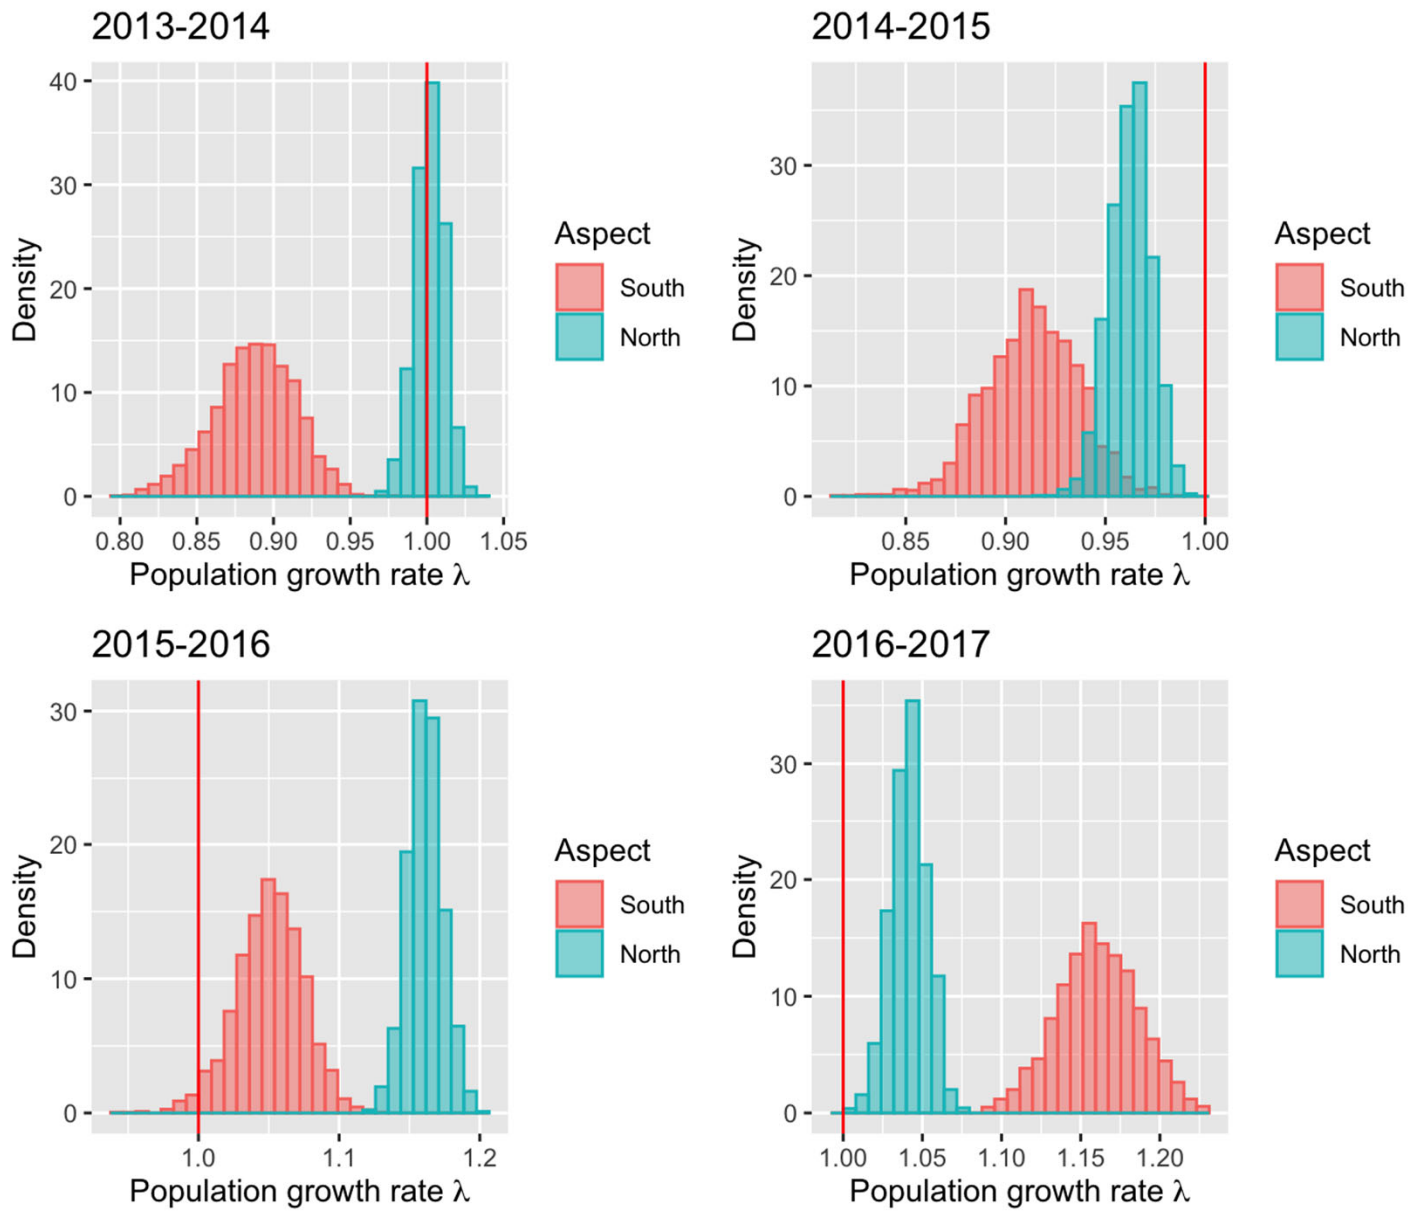 2013-2014
40
30
20
10
0
Density
0.80 0.85 0.90 0.95 1.00 1.05
Population growth rate λ
Aspect
South
North
2014-2015
30
20
10
0
Density
0.85 0.90 0.95 1.00
Population growth rate λ
Aspect
South
North
2015-2016
30
20
10
0
Density
1.0 1.1 1.2
Population growth rate λ
Aspect
South
North
2016-2017
30
20
10
0
Density
1.00 1.05 1.10 1.15 1.20
Population growth rate λ
Aspect
South
North